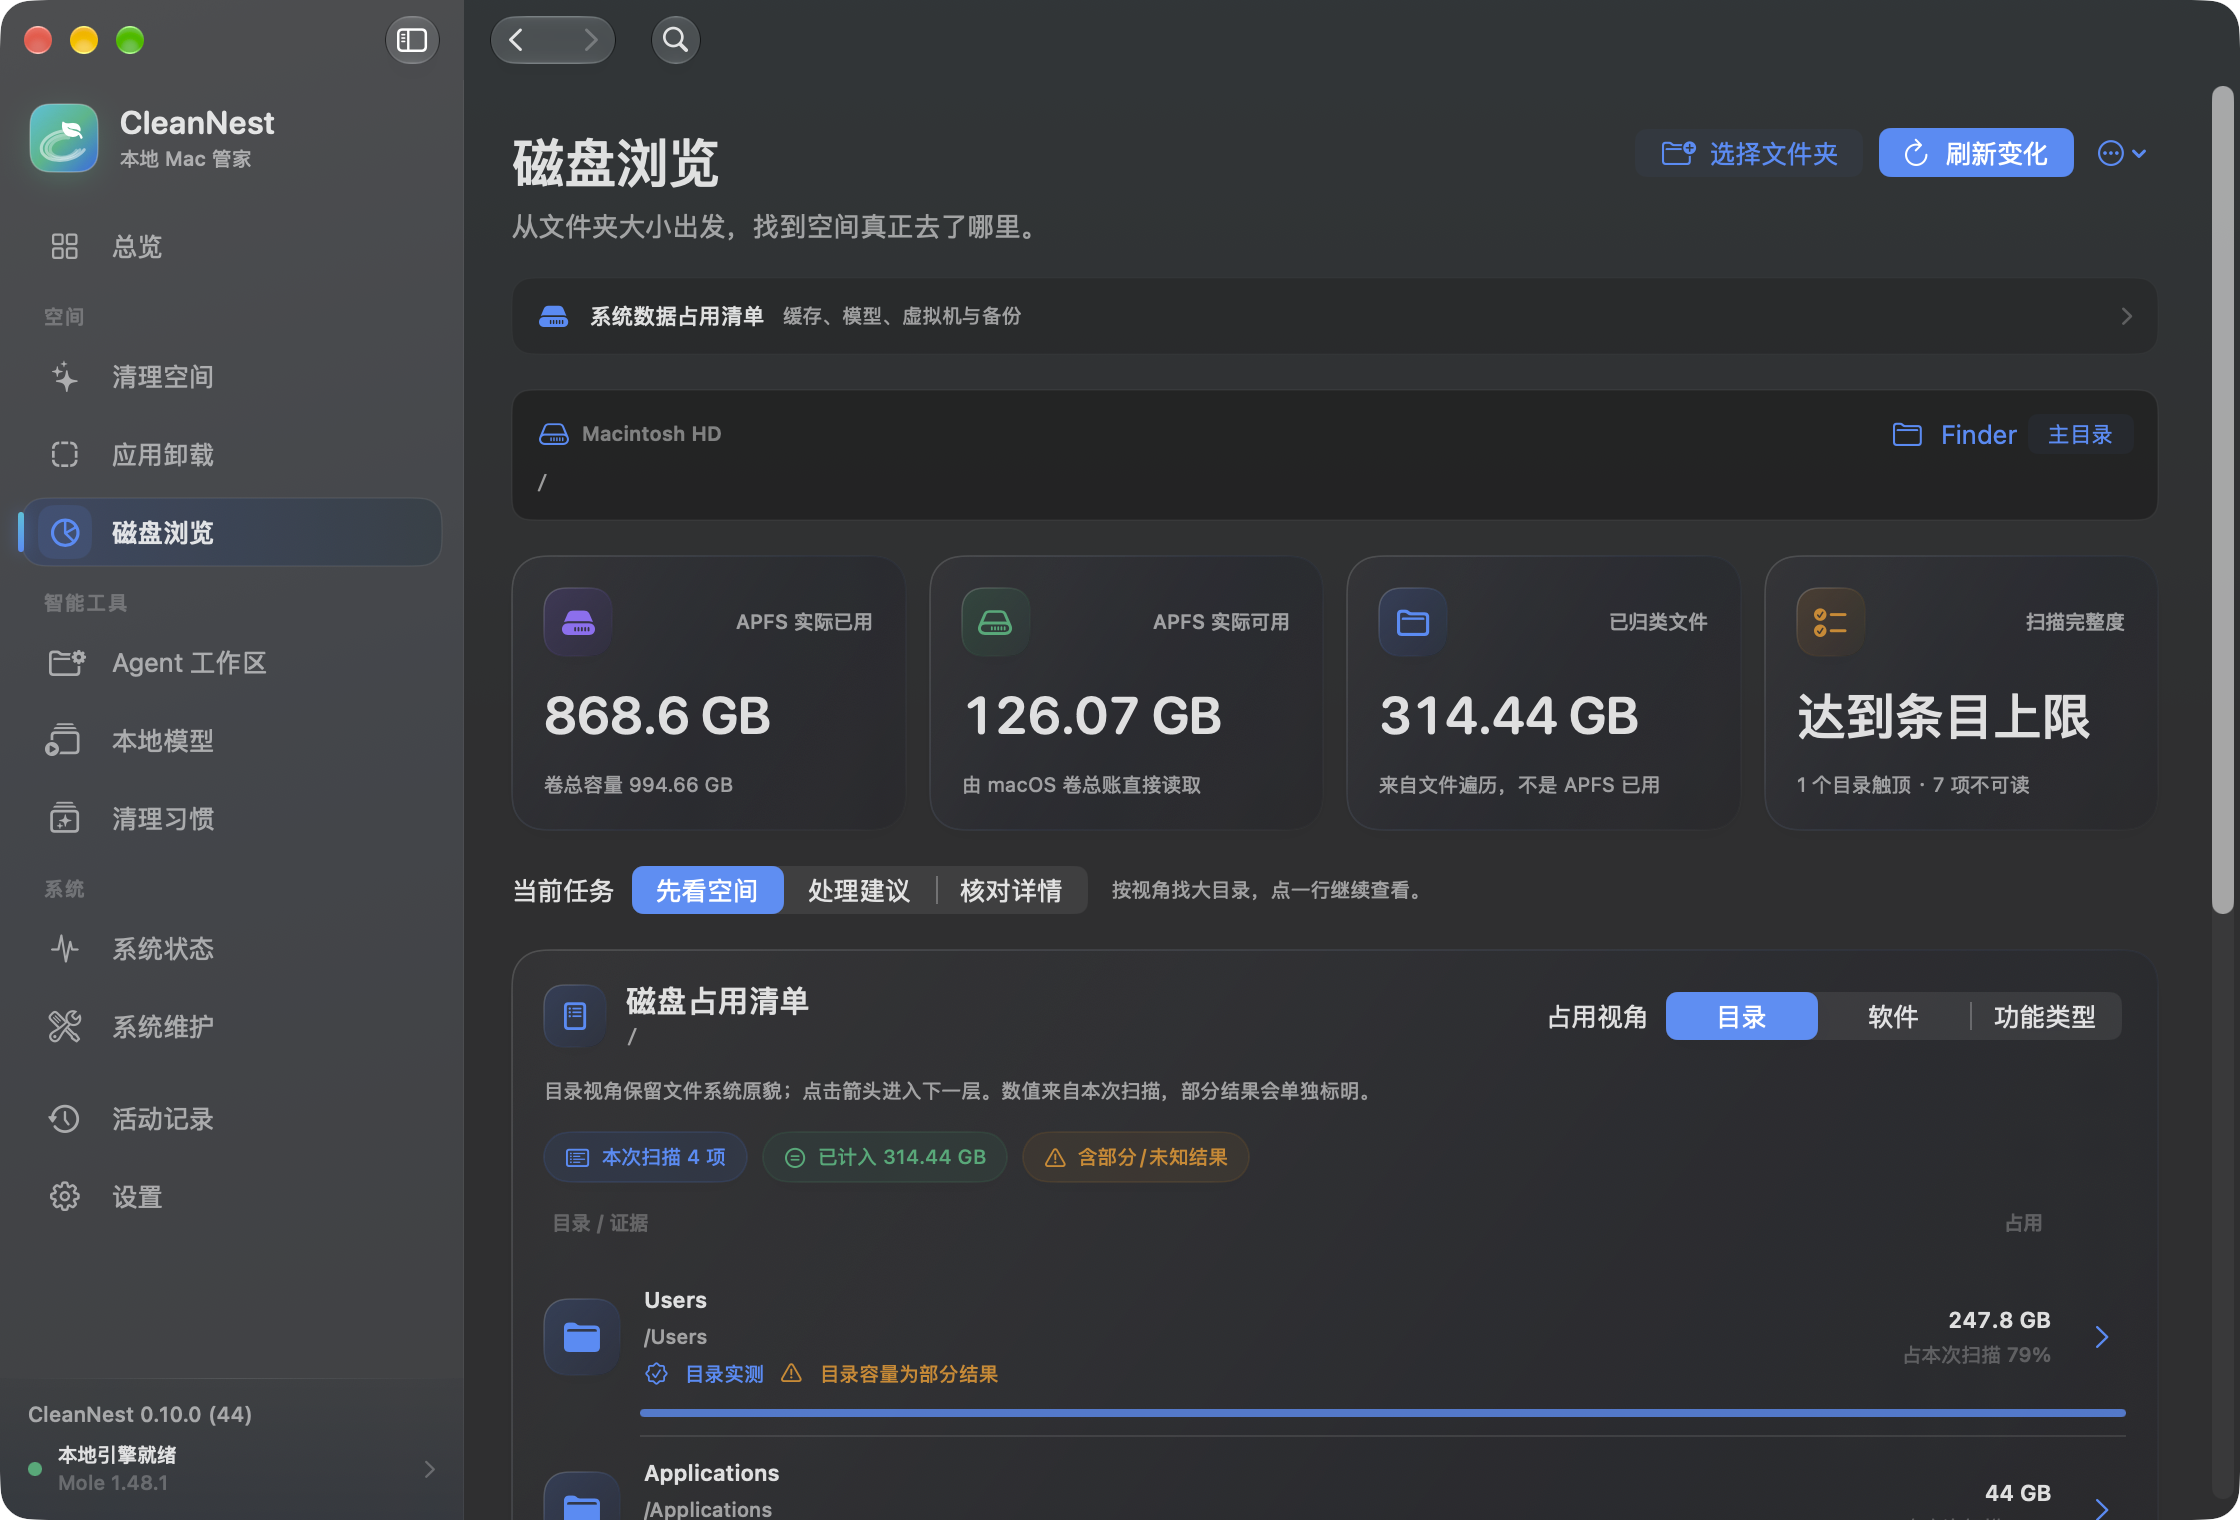 CleanNest
本地 Mac 管家
总览
空间
清理空间
应用卸载
磁盘浏览
智能工具
Agent 工作区
本地模型
清理习惯
系统
系统状态
系统维护
活动记录
设置
CleanNest 0.10.0 (44)
本地引擎就绪
Mole 1.48.1
磁盘浏览
选择文件夹
刷新变化
从文件夹大小出发，找到空间真正去了哪里。
系统数据占用清单 缓存、模型、虚拟机与备份
Macintosh HD
Finder
主目录
/
APFS 实际已用
868.6 GB
卷总容量 994.66 GB
APFS 实际可用
126.07 GB
由 macOS 卷总账直接读取
已归类文件
314.44 GB
来自文件遍历，不是 APFS 已用
扫描完整度
达到条目上限
1 个目录触顶 · 7 项不可读
当前任务 先看空间 处理建议 核对详情 按视角找大目录，点一行继续查看。
磁盘占用清单
/
占用视角 目录 软件 功能类型
目录视角保留文件系统原貌；点击箭头进入下一层。数值来自本次扫描，部分结果会单独标明。
本次扫描 4 项
已计入 314.44 GB
含部分/未知结果
目录 / 证据
占用
Users
/Users
目录实测
目录容量为部分结果
247.8 GB
占本次扫描 79%
Applications
/Applications
44 GB